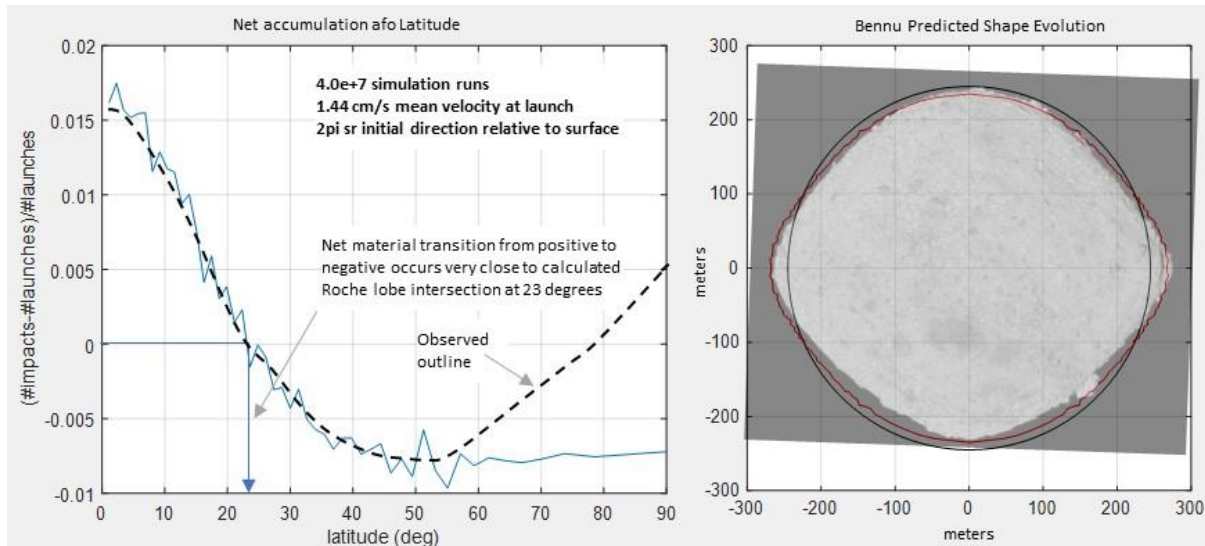 Net accumulation afo Latitude
0.02
0.015
0.01
0.005
0
-0.005
-0.01
(#impacts-#launches)/#launches
4.0e+7 simulation runs
1.44 cm/s mean velocity at launch
2pi sr initial direction relative to surface
Net material transition from positive to
negative occurs very close to calculated
Roche lobe intersection at 23 degrees
Observed
outline
0 10 20 30 40 50 60 70 80 90
latitude (deg)
Bennu Predicted Shape Evolution
300
200
100
0
-100
-200
-300
meters
-300 -200 -100 0 100 200 300
meters